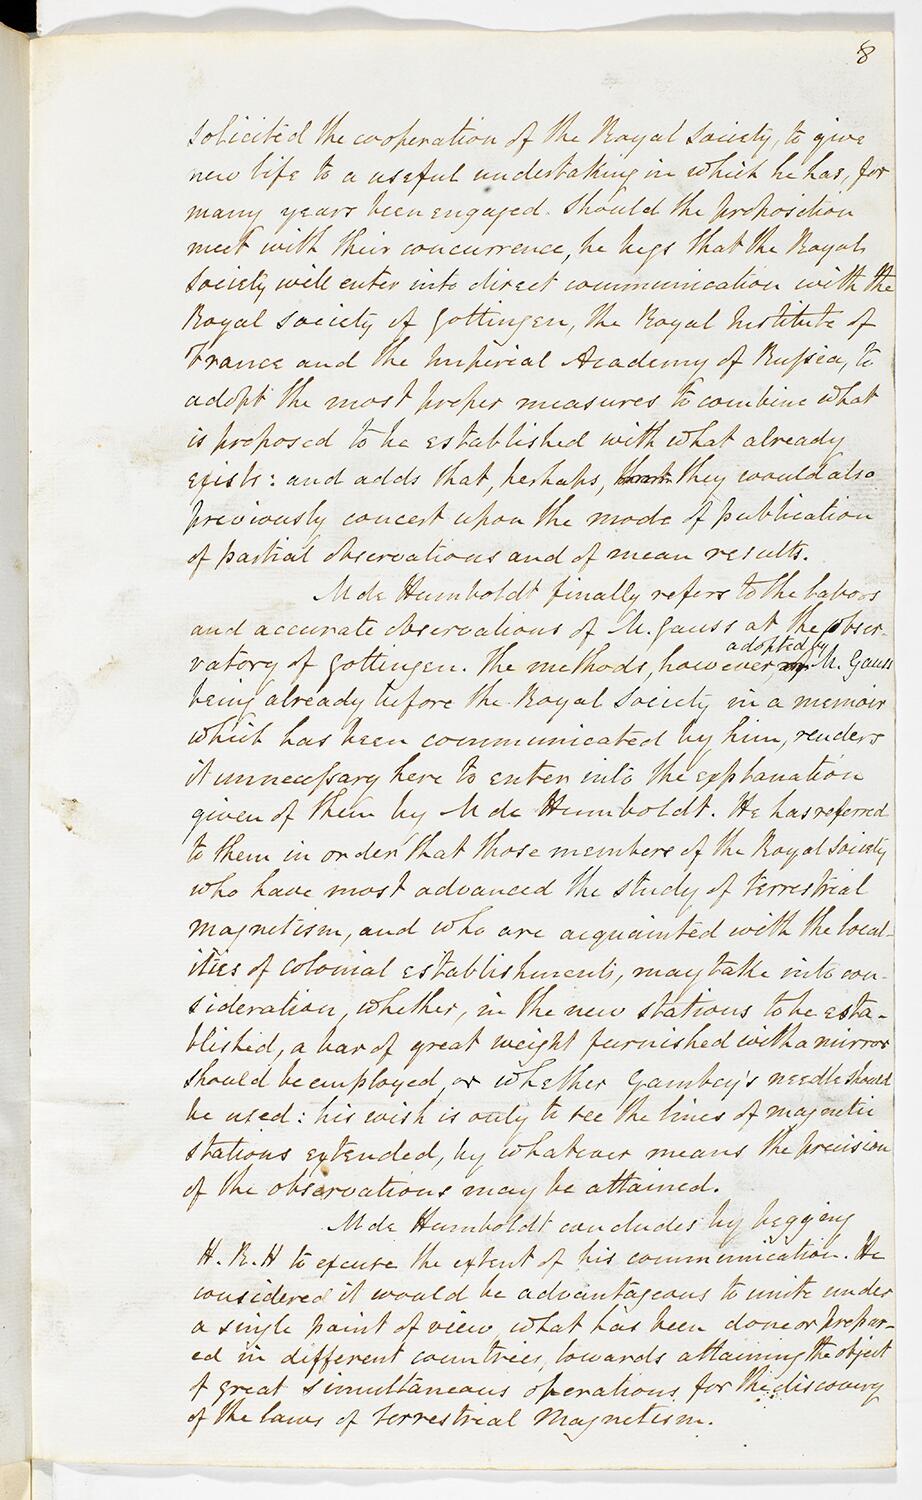 8
solicited the cooperation of the Royal Society, to give
new life to a useful undertaking in which he has, for
many years been engaged. Should the proposition
meet with their concurrence, he begs that the Royal
Society will enter into direct communication with the
Royal Society of Gottingen, the Royal Institute of
France and the Imperial Academy of Russia, to
adopt the most proper measures to combine what
is proposed to be established with what already
exists: and adds that, perhaps, they would also
previously concert upon the mode of publication
of partial observations and of mean results.
M de Humboldt finally refers to the labors
and accurate observations of M. Gauss at the Obser-
vatory of Gottingen. The methods, however, adopted by M. Gauss
being already before the Royal Society in a memoir
which has been communicated by him, renders
it unnecessary here to enter into the explanation
given of them by M de Humboldt. He has referred
to them in order that those members of the Royal Society
who have most advanced the study of terrestrial
magnetism, and who are acquainted with the local-
ities of colonial establishments, may take into con-
sideration, whether, in the new stations to be esta-
blished, a bar of great weight furnished with a mirror
should be employed, or whether Gambey's needle should
be used: his wish is only to see the lines of magnetic
stations extended, by whatever means the precision
of the observations may be attained.
M de Humboldt concludes by begging
H. R. H to excuse the extent of his communication. He
considered it would be advantageous to unite under
a single point of view what has been done or prepar-
ed in different countries, towards attaining the object
of great simultaneous operations for the discovery
of the laws of terrestrial Magnetism.